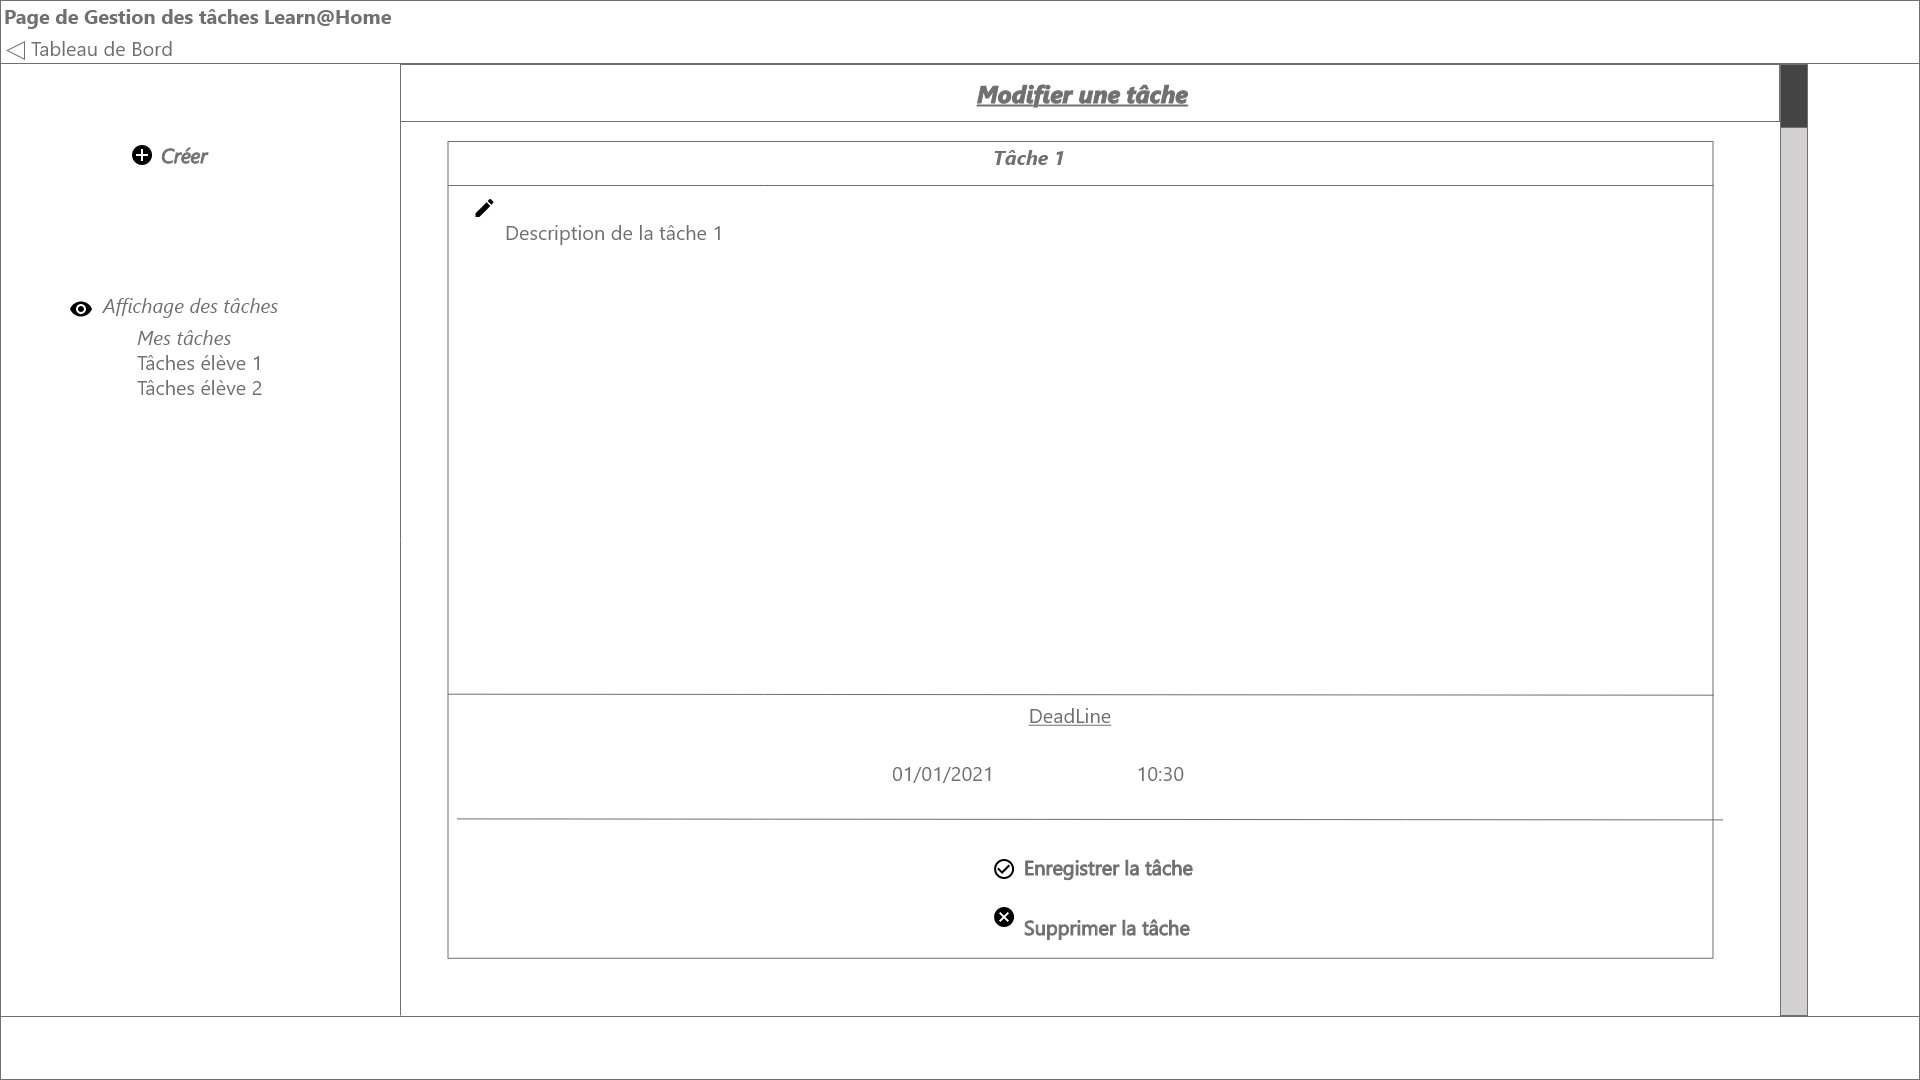 Page de Gestion des tâches Learn@Home
Tableau de Bord
Modifier une tâche
Créer
Tâche 1
Description de la tâche 1
Affichage des tâches
Mes tâches
Tâches élève 1
Tâches élève 2
DeadLine
01/01/2021 10:30
Enregistrer la tâche
Supprimer la tâche